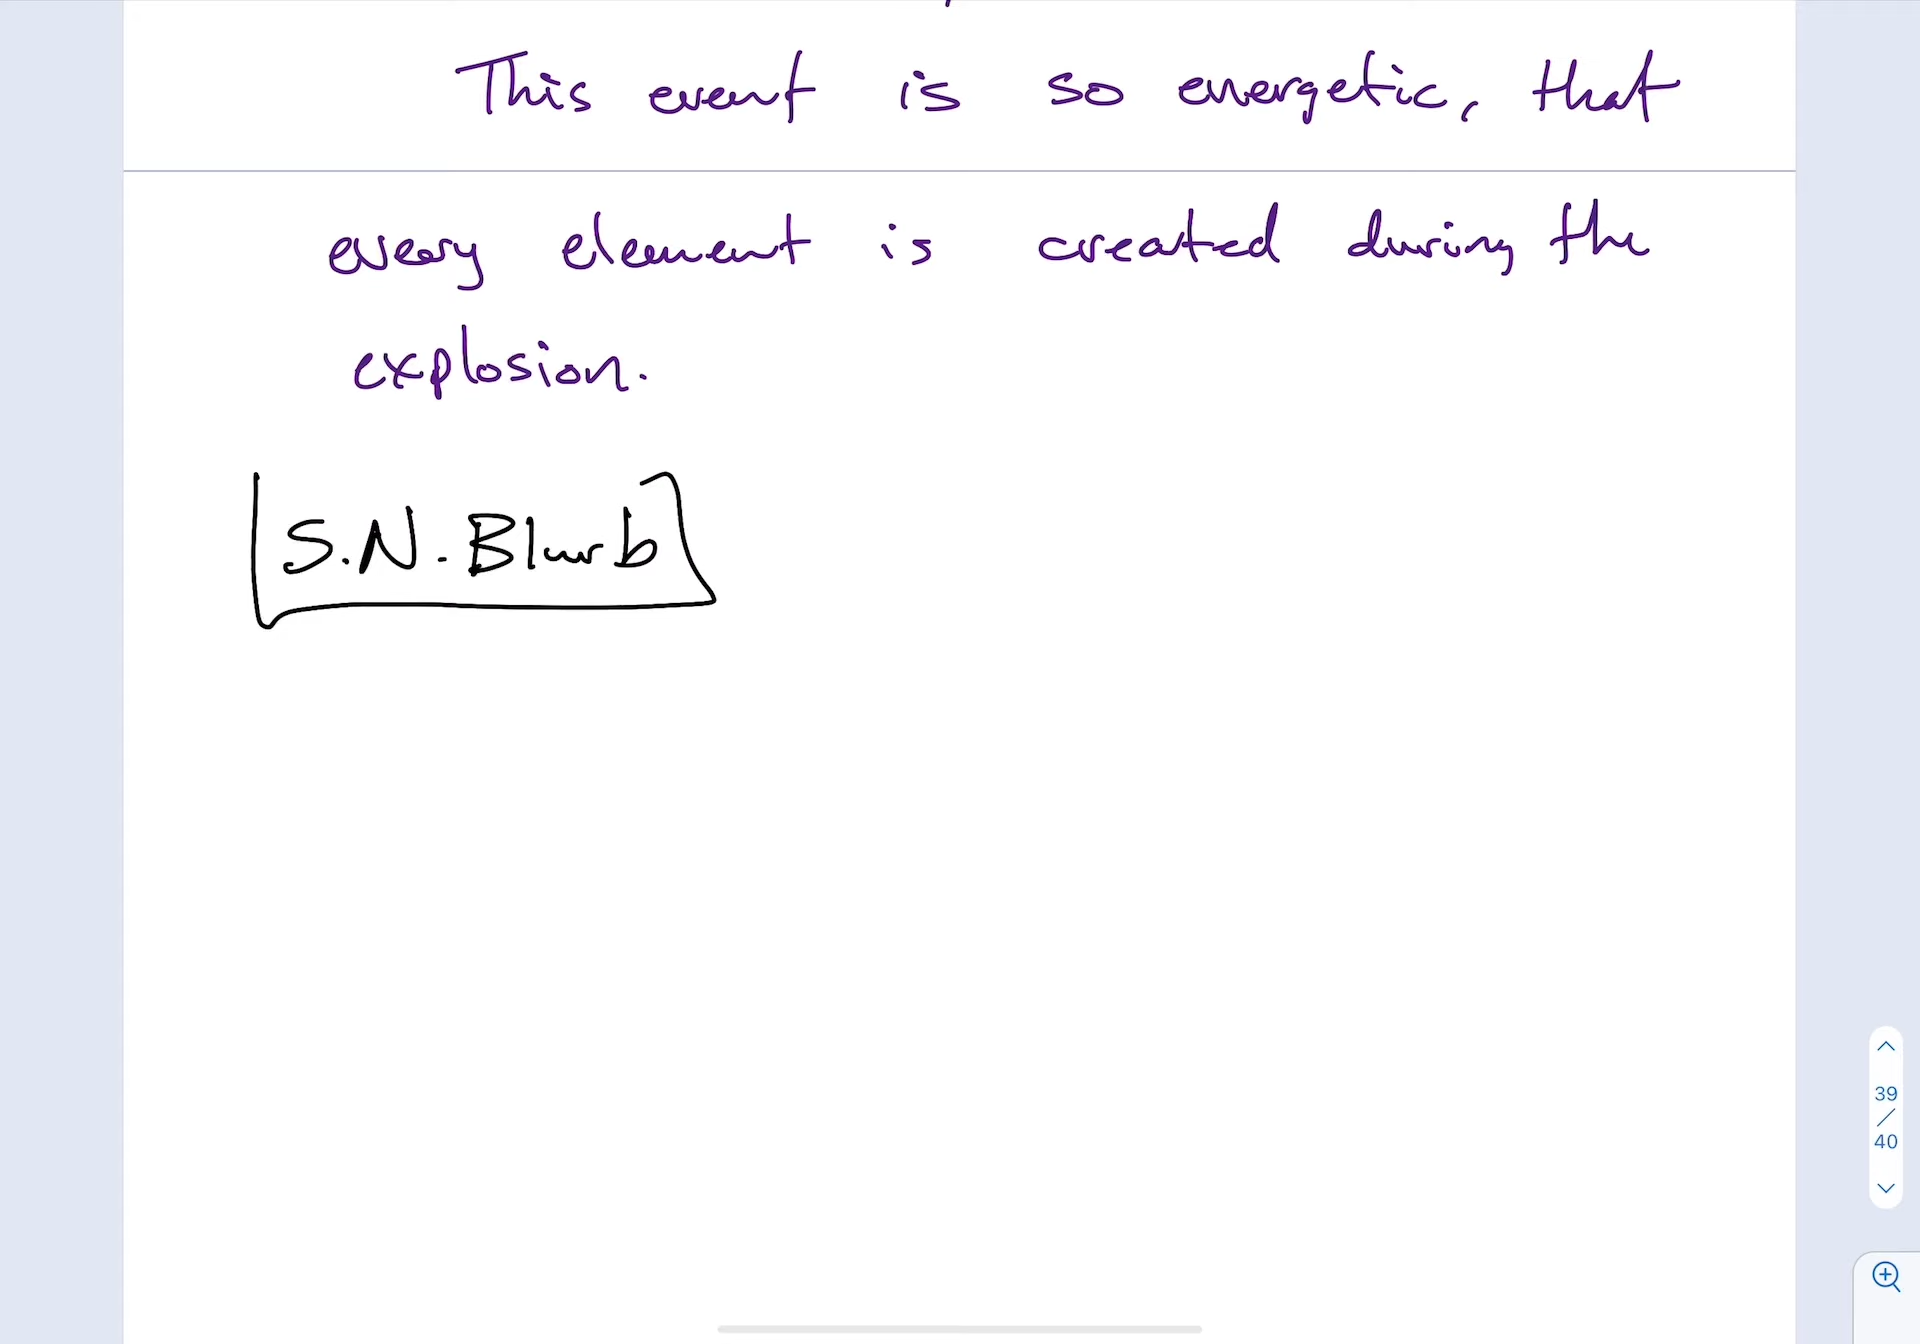 This event is so energetic, that
every element is created during the
explosion.
S.N. Blurb
39
/
40